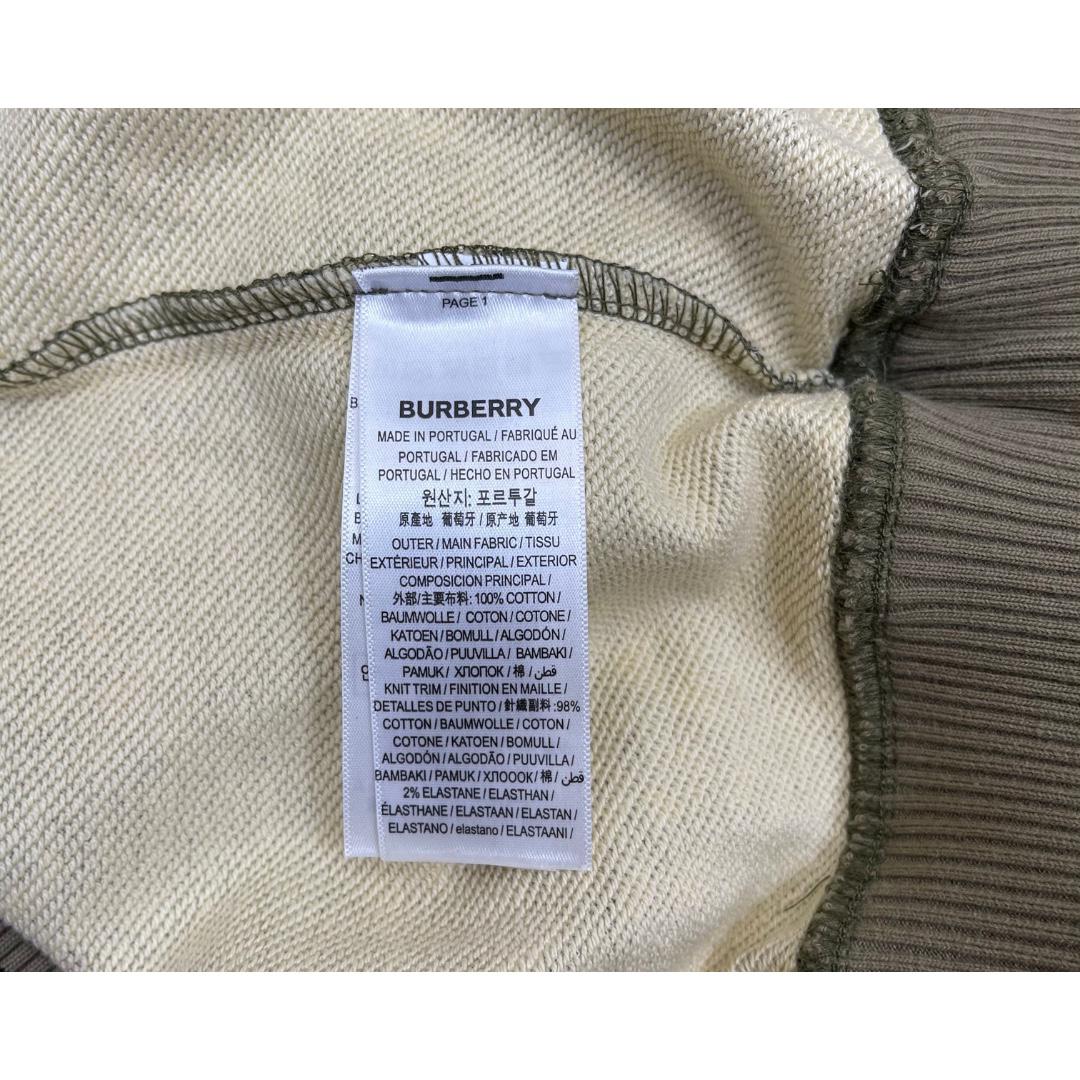 PAGE 1
BURBERRY
MADE IN PORTUGAL / FABRIQUÉ AU
PORTUGAL / FABRICADO EM
PORTUGAL / HECHO EN PORTUGAL
원산지: 포르투갈
原產地 葡萄牙 / 原产地 葡萄牙
OUTER / MAIN FABRIC / TISSU
EXTÉRIEUR / PRINCIPAL / EXTERIOR
COMPOSICION PRINCIPAL /
外部/主要布料: 100% COTTON /
BAUMWOLLE / COTON / COTONE /
KATOEN / BOMULL / ALGODÓN /
ALGODÃO / PUUVILLA / BAMBAKI /
PAMUK / ХЛОПОК / 棉 / قطن /
KNIT TRIM / FINITION EN MAILLE /
DETALLES DE PUNTO / 針織副料 :98%
COTTON / BAUMWOLLE / COTON /
COTONE / KATOEN / BOMULL /
ALGODÓN / ALGODÃO / PUUVILLA /
BAMBAKI / PAMUK / ХЛОООК / 棉 / قطن /
2% ELASTANE / ELASTHAN /
ÉLASTHANE / ELASTAAN / ELASTAN /
ELASTANO / elastano / ELASTAANI /